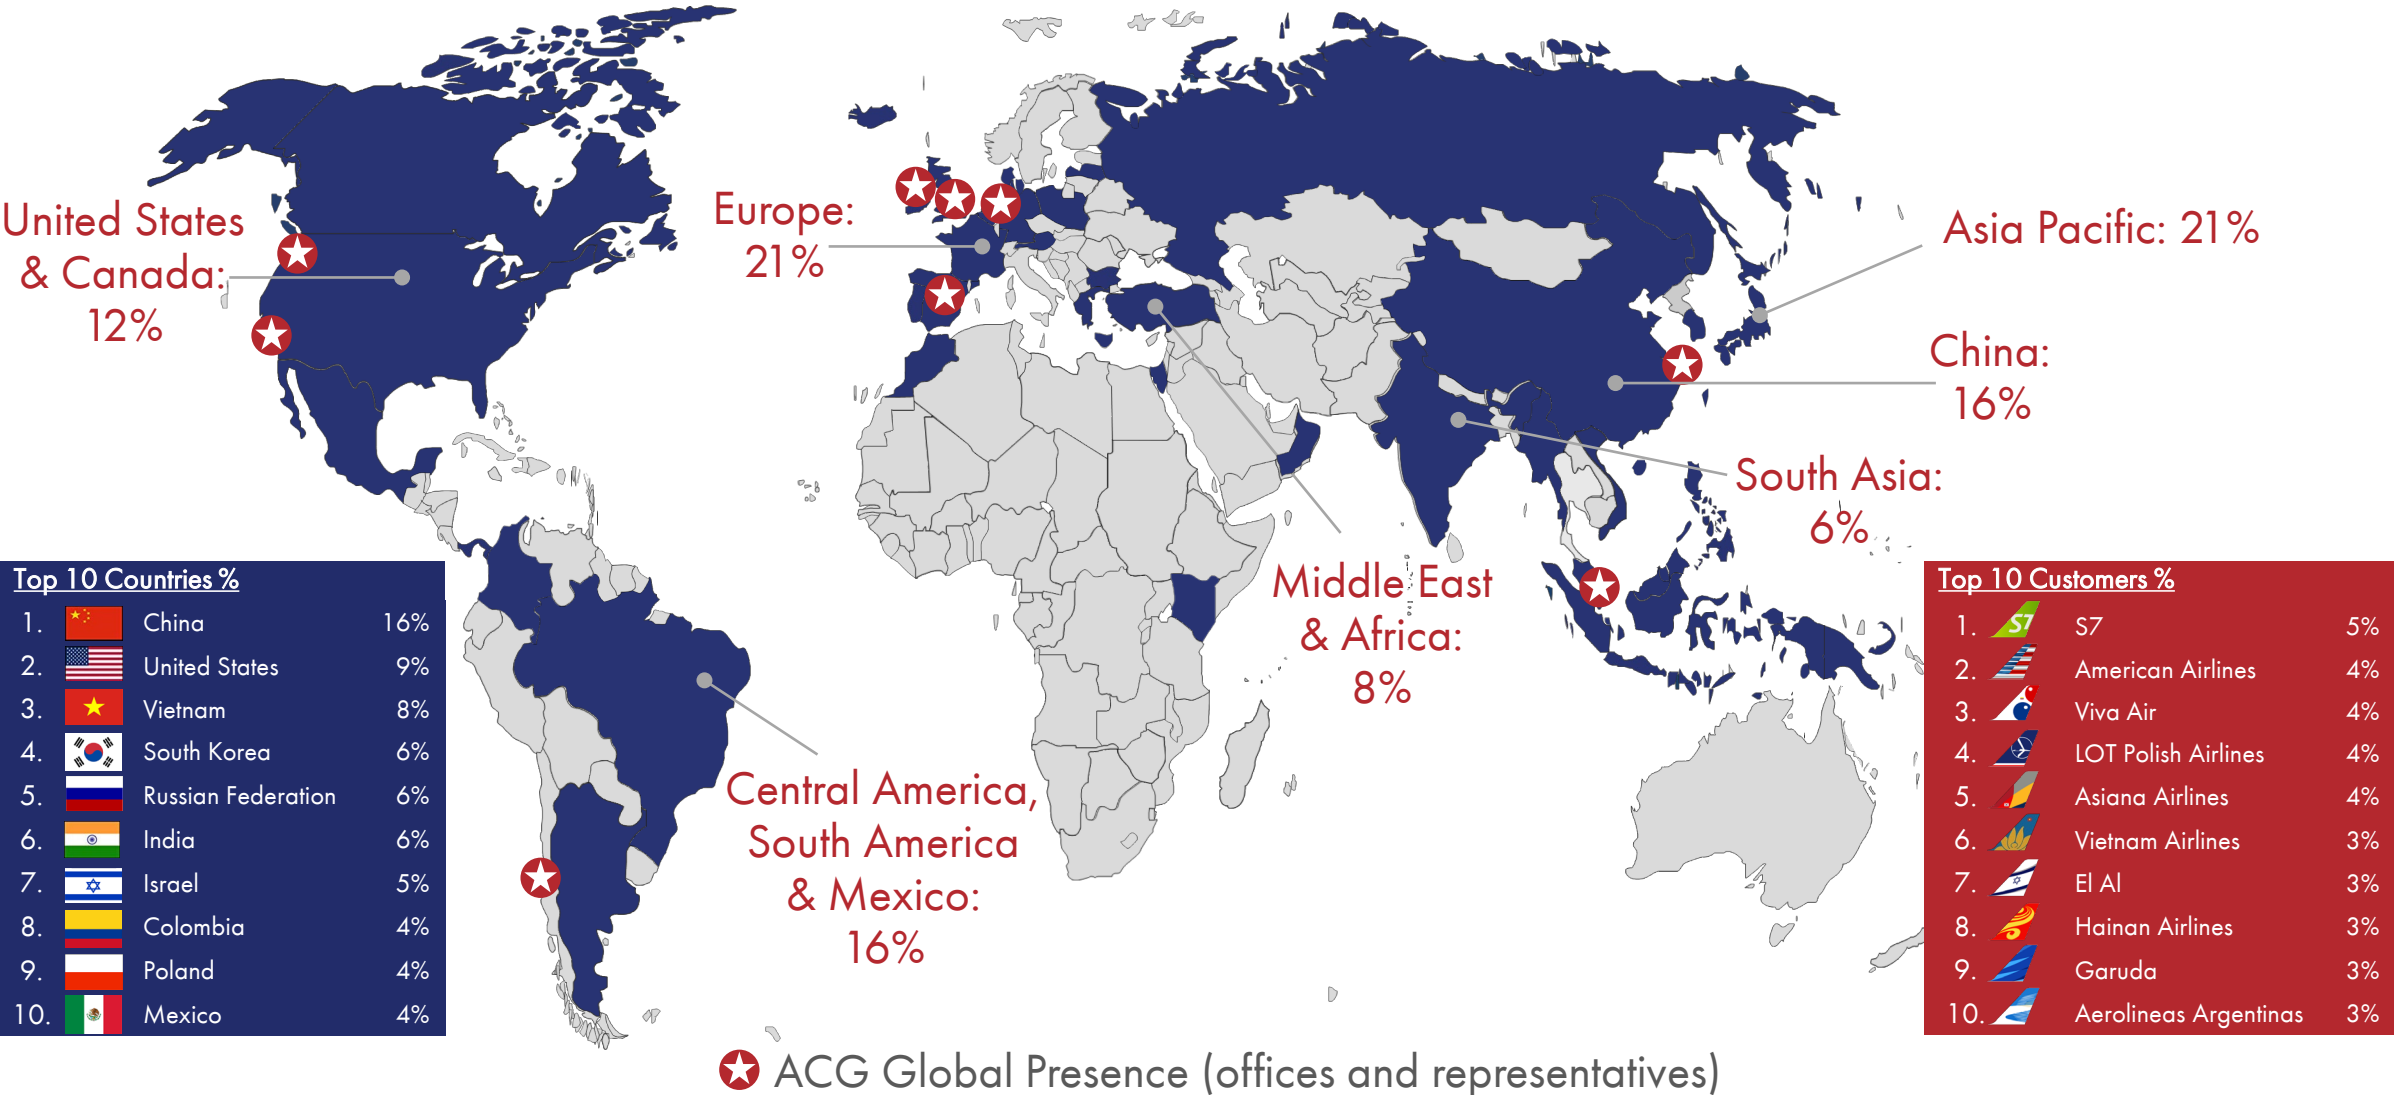 United States
& Canada:
12%
Europe:
21%
Asia Pacific: 21%
China:
16%
South Asia:
6%
Middle East
& Africa:
8%
Central America,
South America
& Mexico:
16%
Top 10 Countries %
1. China 16%
2. United States 9%
3. Vietnam 8%
4. South Korea 6%
5. Russian Federation 6%
6. India 6%
7. Israel 5%
8. Colombia 4%
9. Poland 4%
10. Mexico 4%
Top 10 Customers %
1. S7 S7 5%
2. American Airlines 4%
3. Viva Air 4%
4. LOT Polish Airlines 4%
5. Asiana Airlines 4%
6. Vietnam Airlines 3%
7. El Al 3%
8. Hainan Airlines 3%
9. Garuda 3%
10. Aerolineas Argentinas 3%
ACG Global Presence (offices and representatives)